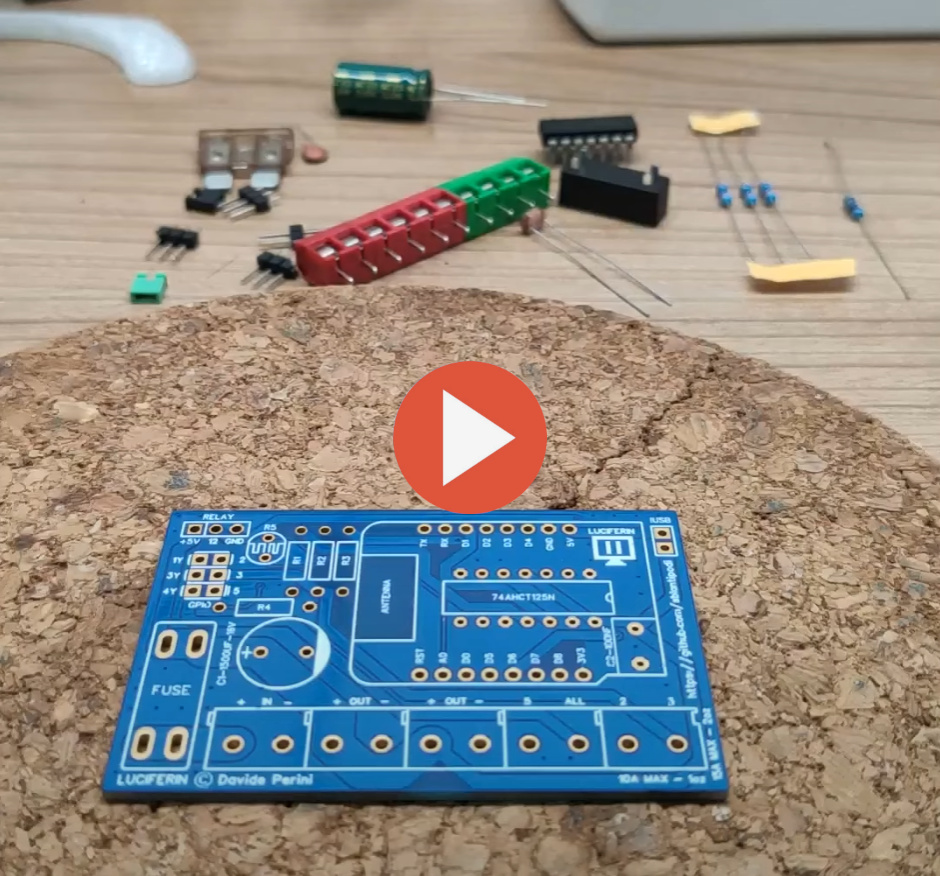 RELAY
+5V 12 GND
R5
1Y 2
3Y 3
4Y 5
GPIO
R1
R2
R3
R4
TX RX D1 D2 D3 D4 GND 5V
LUCIFERIN
USB
ANTENNA
74AHCT125N
+
C1-1500UF-16V
C2-100NF
RST A0 D0 D5 D6 D7 D8 3V3
https://github.com/sblantipodi
FUSE
+ IN - + OUT - + OUT - 5 ALL 2 3
LUCIFERIN © Davide Perini
10A MAX - 1oz
15A MAX - 2oz